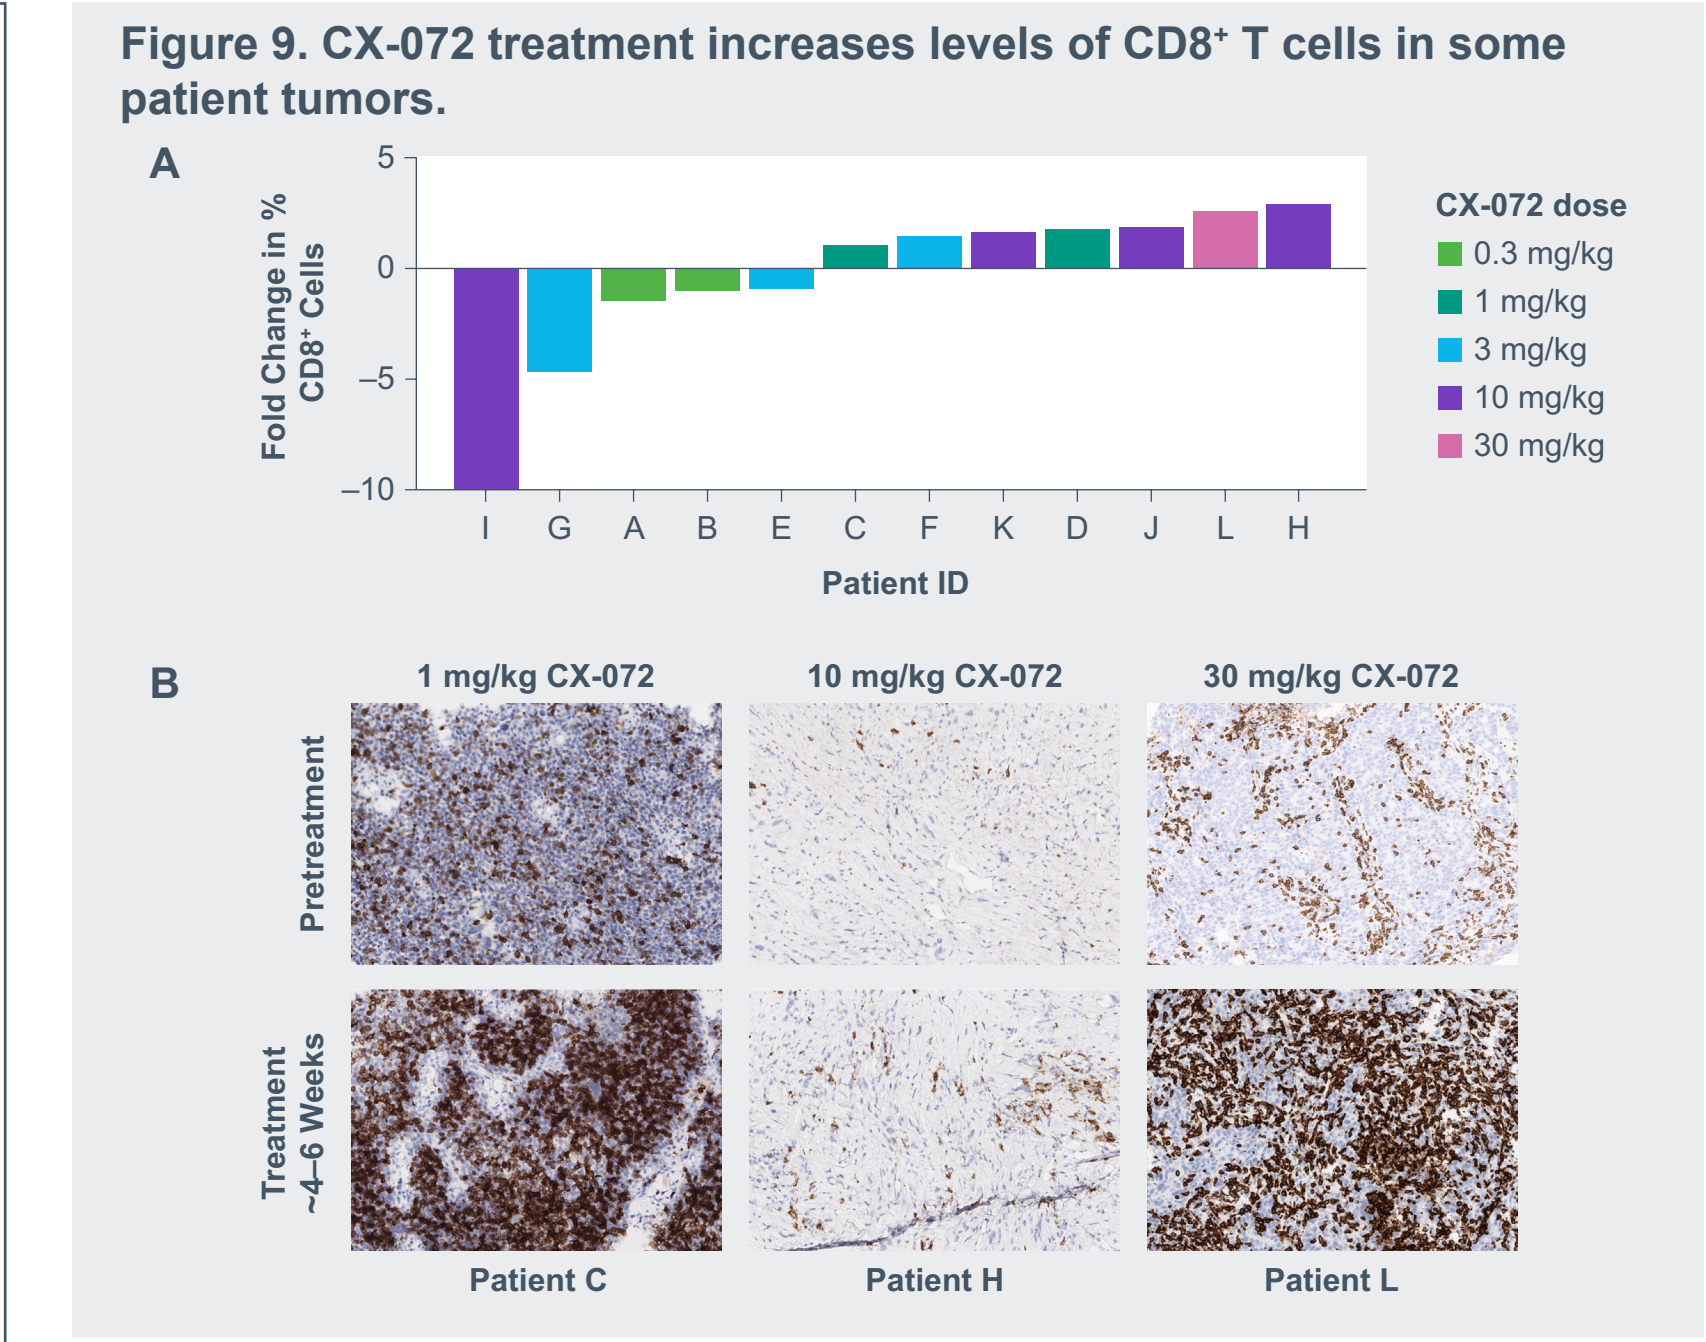 Figure 9. CX-072 treatment increases levels of CD8⁺ T cells in some
patient tumors.
A
Fold Change in %
CD8⁺ Cells
5
0
–5
–10
I G A B E C F K D J L H
Patient ID
CX-072 dose
0.3 mg/kg
1 mg/kg
3 mg/kg
10 mg/kg
30 mg/kg
B
1 mg/kg CX-072 10 mg/kg CX-072 30 mg/kg CX-072
Pretreatment
Treatment
~4–6 Weeks
Patient C Patient H Patient L